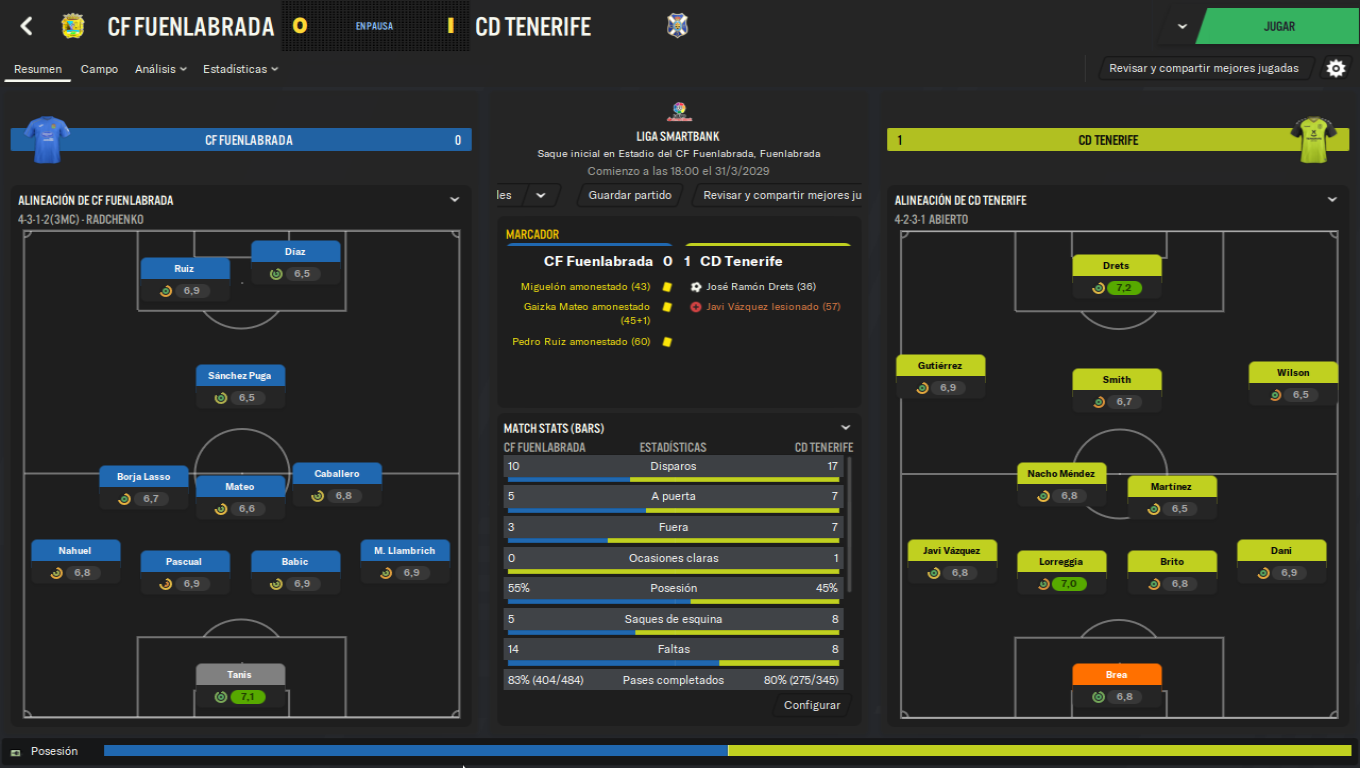 CF FUENLABRADA
0
EN PAUSA
1
CD TENERIFE
JUGAR
Resumen
Campo
Análisis
Estadísticas
Revisar y compartir mejores jugadas
CF FUENLABRADA 0
LIGA SMARTBANK
Saque inicial en Estadio del CF Fuenlabrada, Fuenlabrada
Comienzo a las 18:00 el 31/3/2029
les
Guardar partido
Revisar y compartir mejores ju
1 CD TENERIFE
ALINEACIÓN DE CF FUENLABRADA
4-3-1-2 (3MC) - RADCHENKO
Díaz
6,5
Ruiz
6,9
Sánchez Puga
6,5
Borja Lasso
6,7
Mateo
6,6
Caballero
6,8
Nahuel
6,8
Pascual
6,9
Babic
6,9
M. Llambrich
6,9
Tanis
7,1
MARCADOR
CF Fuenlabrada 0 1 CD Tenerife
Miguelón amonestado (43)
José Ramón Drets (36)
Gaizka Mateo amonestado
(45+1)
Javi Vázquez lesionado (57)
Pedro Ruiz amonestado (60)
MATCH STATS (BARS)
CF FUENLABRADA ESTADÍSTICAS CD TENERIFE
10 Disparos 17
5 A puerta 7
3 Fuera 7
0 Ocasiones claras 1
55% Posesión 45%
5 Saques de esquina 8
14 Faltas 8
83% (404/484) Pases completados 80% (275/345)
Configurar
ALINEACIÓN DE CD TENERIFE
4-2-3-1 ABIERTO
Drets
7,2
Gutiérrez
6,9
Smith
6,7
Wilson
6,5
Nacho Méndez
6,8
Martínez
6,5
Javi Vázquez
6,8
Lorreggia
7,0
Brito
6,8
Dani
6,9
Brea
6,8
Posesión